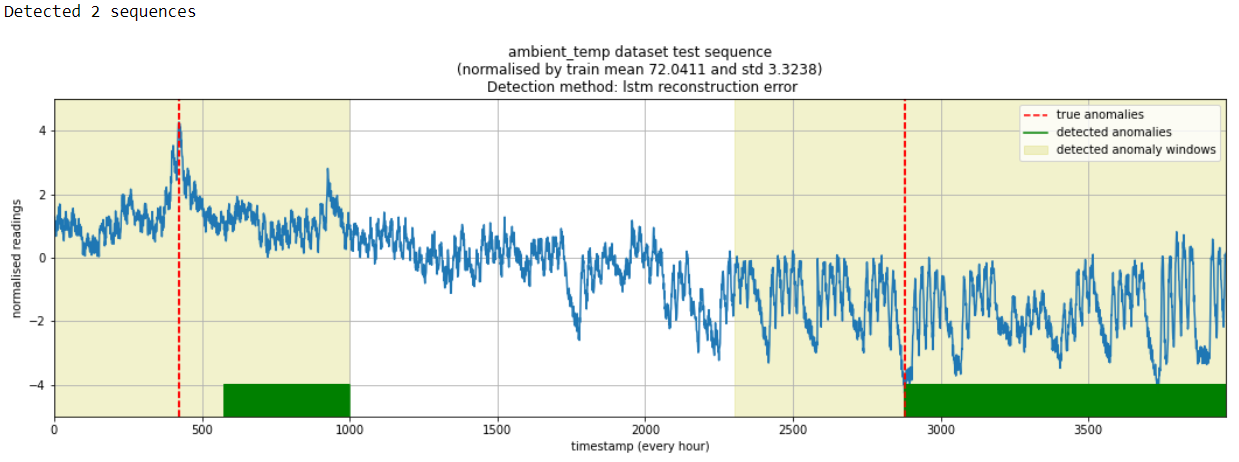 Detected 2 sequences
ambient_temp dataset test sequence
(normalised by train mean 72.0411 and std 3.3238)
Detection method: lstm reconstruction error
true anomalies
detected anomalies
detected anomaly windows
normalised readings
4
2
0
−2
−4
0 500 1000 1500 2000 2500 3000 3500
timestamp (every hour)